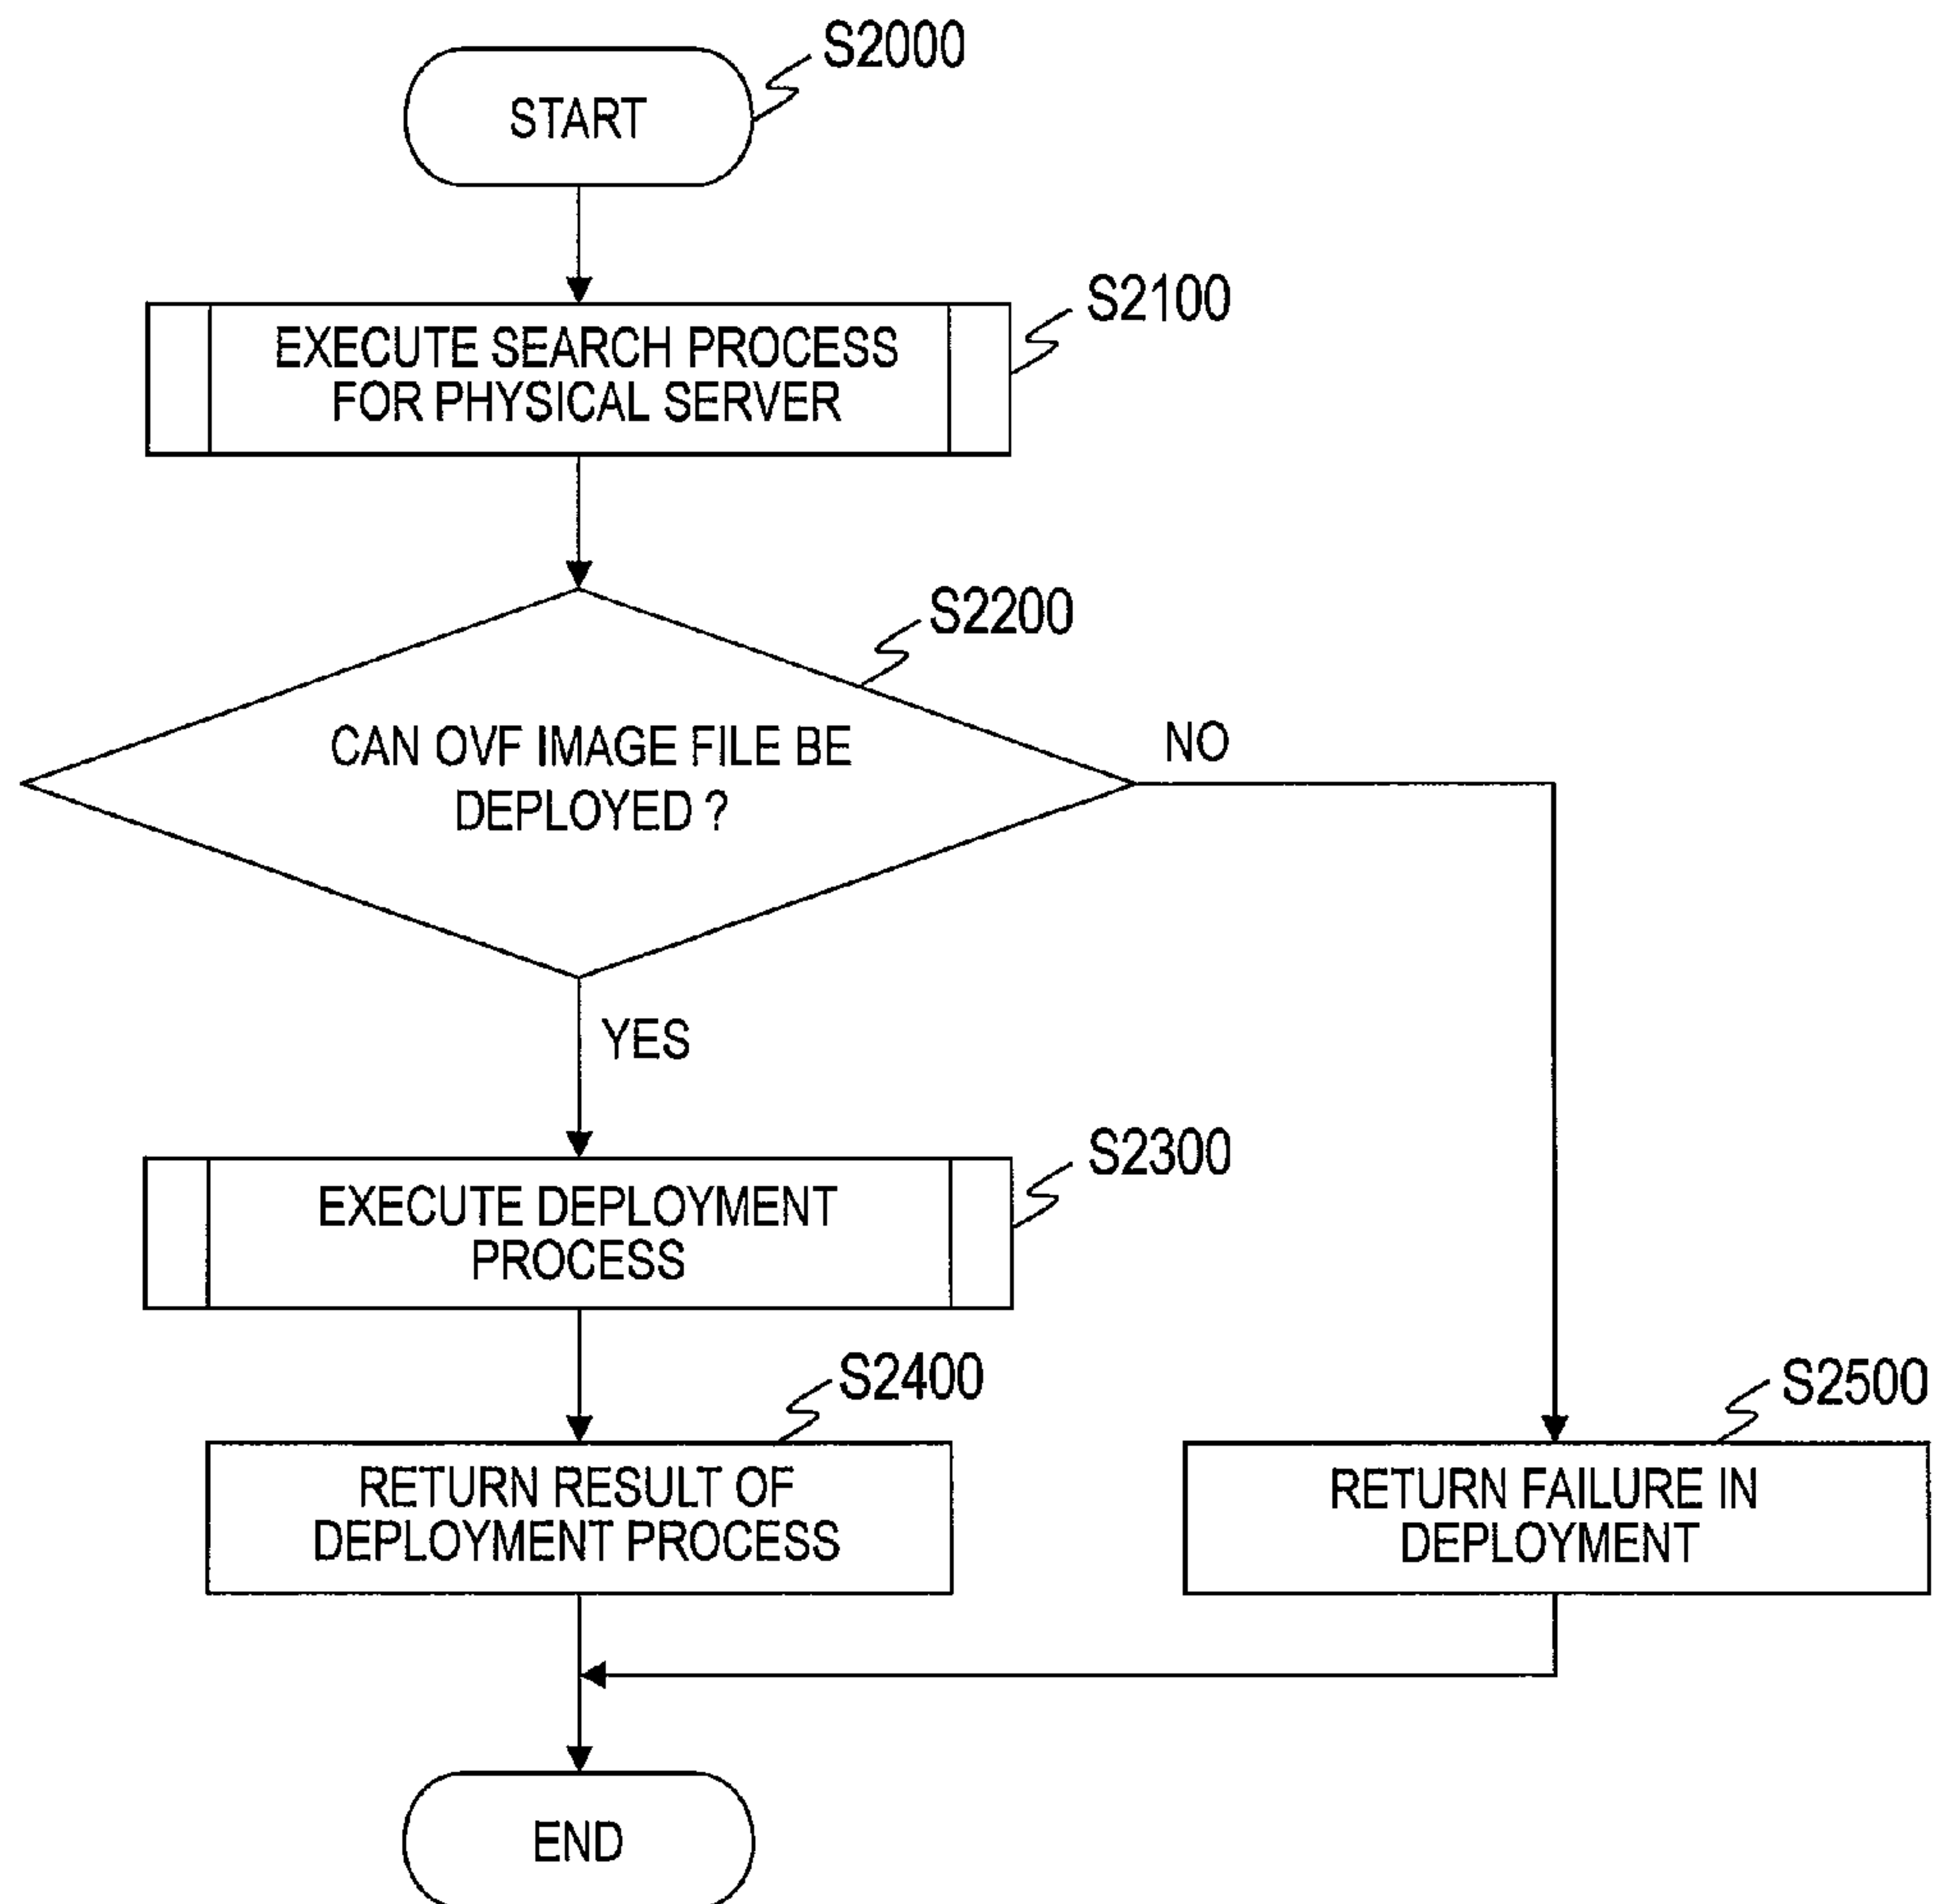 S2000
START
S2100
EXECUTE SEARCH PROCESS
FOR PHYSICAL SERVER
S2200
CAN OVF IMAGE FILE BE
DEPLOYED ?
NO
YES
S2300
EXECUTE DEPLOYMENT
PROCESS
S2400
RETURN RESULT OF
DEPLOYMENT PROCESS
S2500
RETURN FAILURE IN
DEPLOYMENT
END